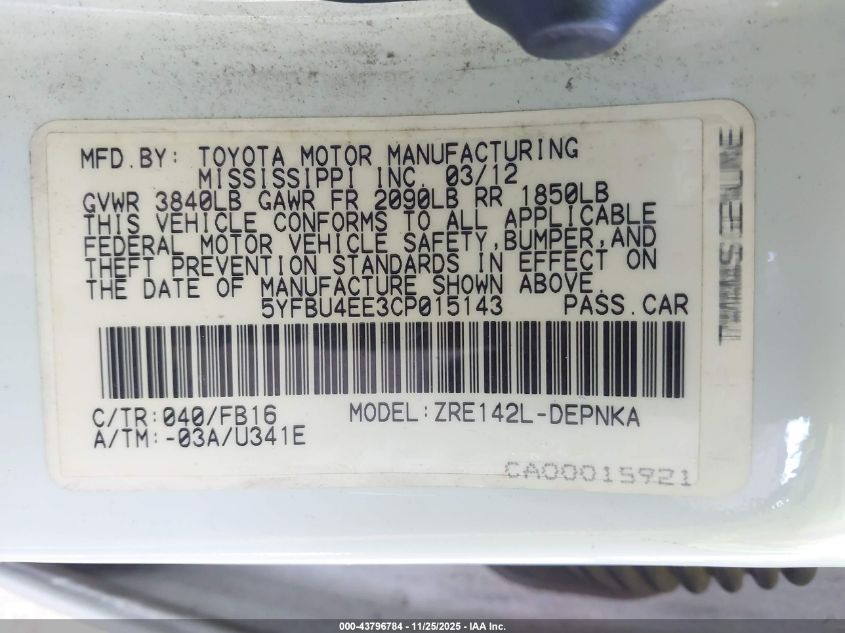 MFD.BY: TOYOTA MOTOR MANUFACTURING
MISSISSIPPI INC. 03/12
GVWR 3840LB GAWR FR 2090LB RR 1850LB
THIS VEHICLE CONFORMS TO ALL APPLICABLE
FEDERAL MOTOR VEHICLE SAFETY,BUMPER,AND
THEFT PREVENTION STANDARDS IN EFFECT ON
THE DATE OF MANUFACTURE SHOWN ABOVE.
5YFBU4EE3CP015143 PASS.CAR
C/TR:040/FB16 MODEL:ZRE142L-DEPNKA
A/TM:-03A/U341E
CA00015921
000-43796784 - 11/25/2025 - IAA Inc.